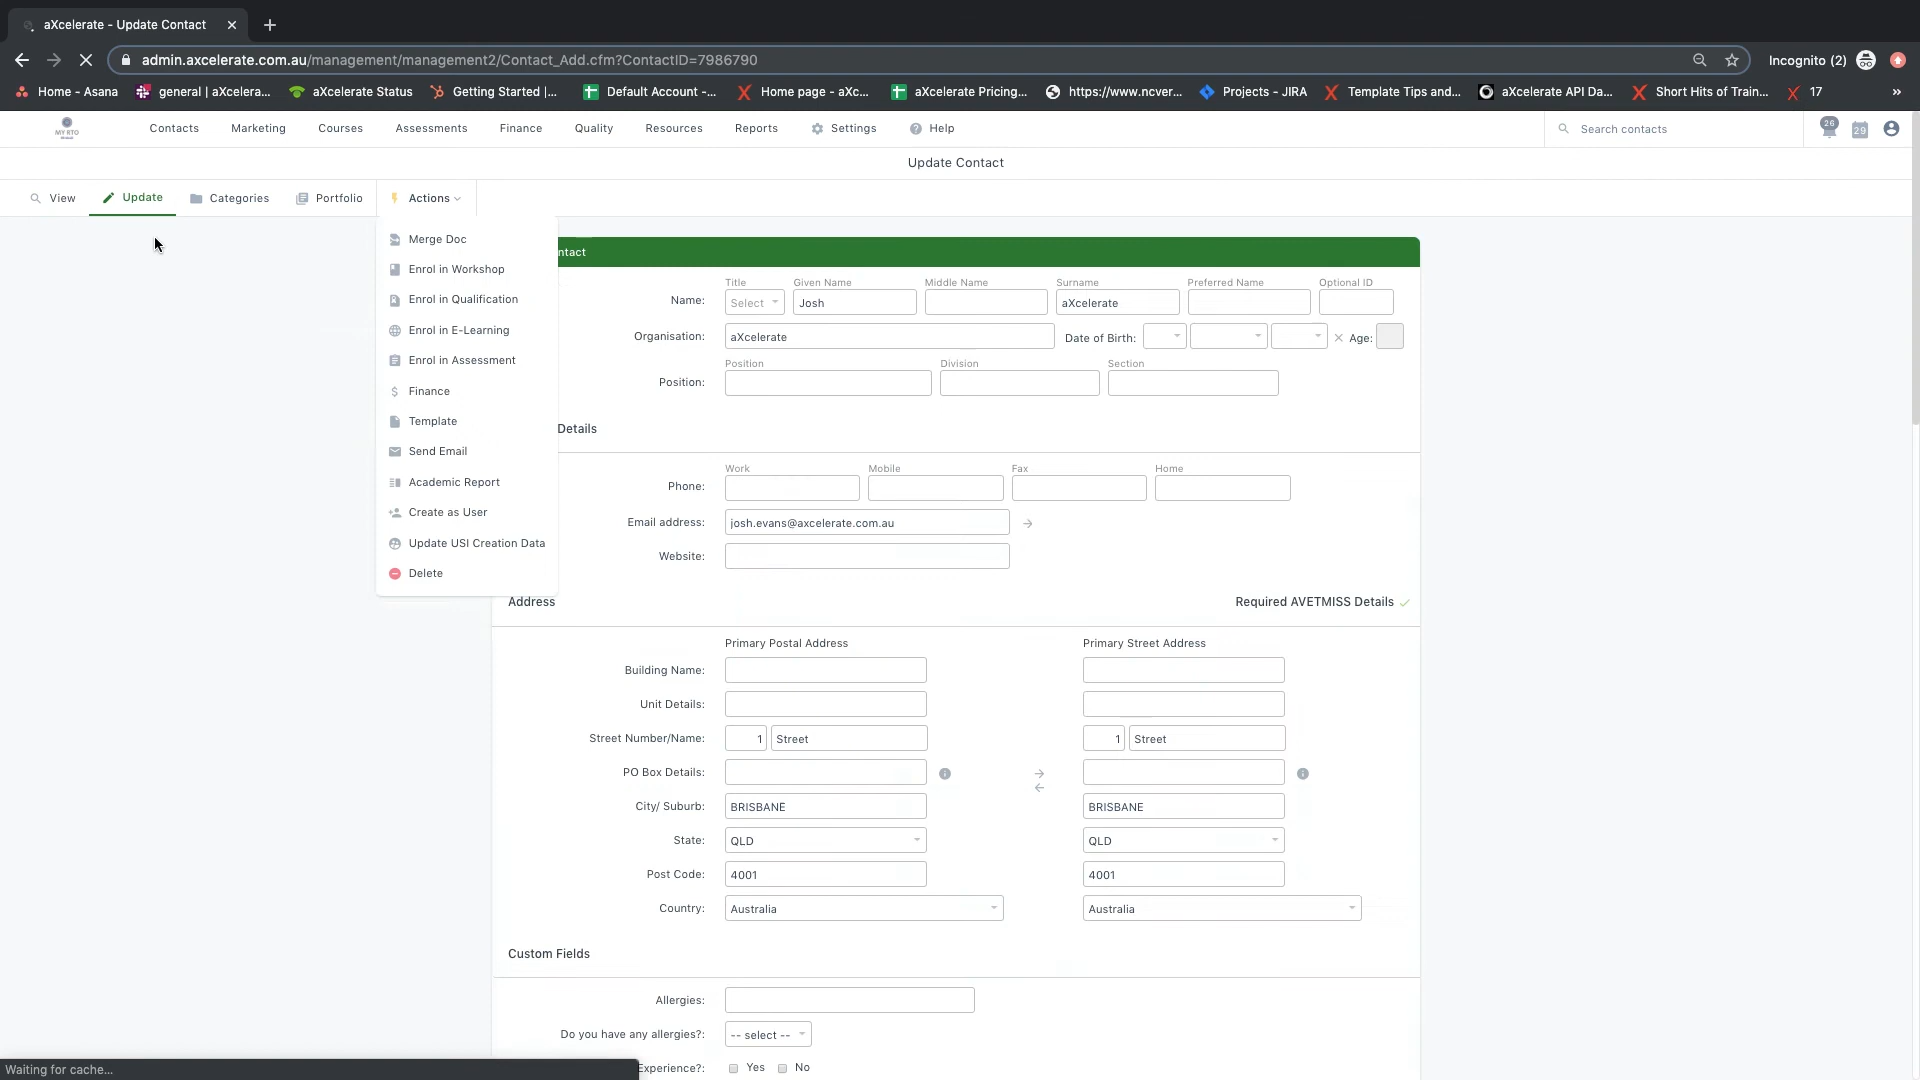 aXcelerate - Update Contact
admin.axcelerate.com.au/management/management2/Contact_Add.cfm?ContactID=7986790
Incognito (2)
Home - Asana general | aXcelera... aXcelerate Status Getting Started |... Default Account -... Home page - aXc... aXcelerate Pricing... https://www.ncver... Projects - JIRA Template Tips and... aXcelerate API Da... Short Hits of Train... 17 »
MY RTO
Contacts Marketing Courses Assessments Finance Quality Resources Reports Settings Help Search contacts 26 29
Update Contact
View Update Categories Portfolio Actions
Merge Doc
Enrol in Workshop
Enrol in Qualification
Enrol in E-Learning
Enrol in Assessment
Finance
Template
Send Email
Academic Report
Create as User
Update USI Creation Data
Delete
ntact
Title Given Name Middle Name Surname Preferred Name Optional ID
Name: Select Josh aXcelerate
Organisation: aXcelerate Date of Birth: Age:
Position Division Section
Position:
Details
Work Mobile Fax Home
Phone:
Email address: josh.evans@axcelerate.com.au
Website:
Address Required AVETMISS Details
Primary Postal Address Primary Street Address
Building Name:
Unit Details:
Street Number/Name: 1 Street 1 Street
PO Box Details:
City/ Suburb: BRISBANE BRISBANE
State: QLD QLD
Post Code: 4001 4001
Country: Australia Australia
Custom Fields
Allergies:
Do you have any allergies?: -- select --
Experience?: Yes No
Waiting for cache...